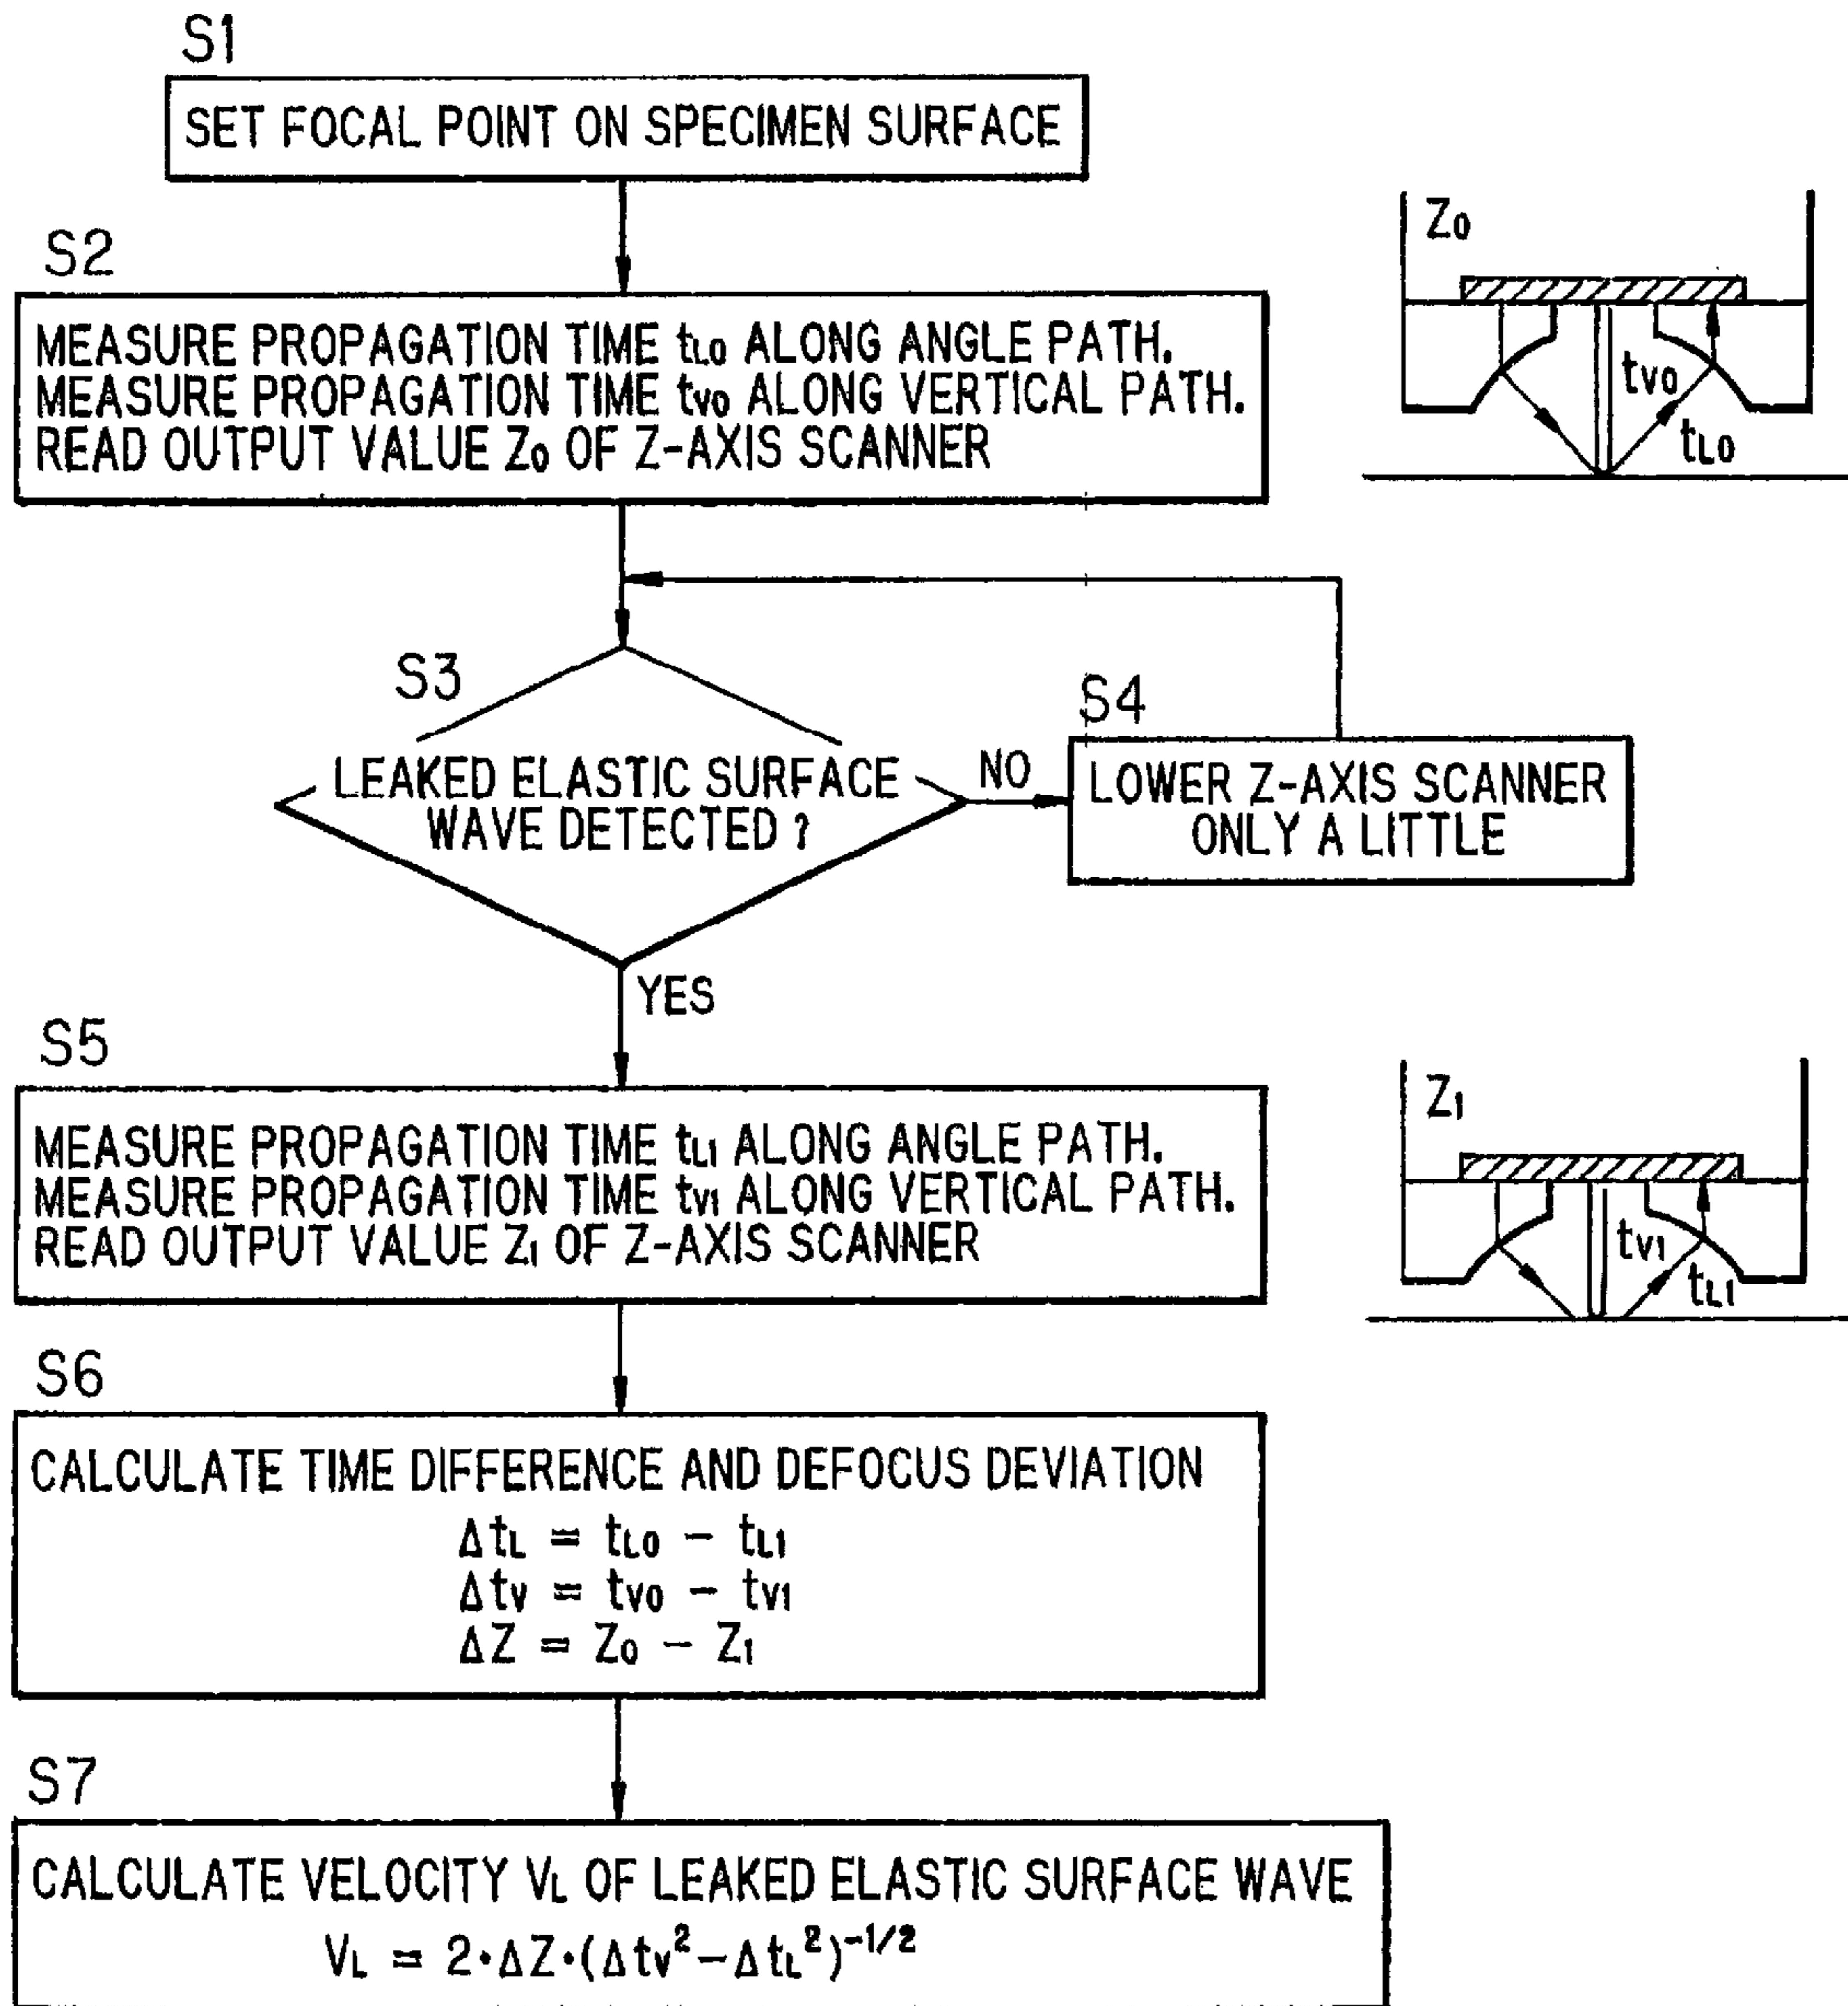 S1
SET FOCAL POINT ON SPECIMEN SURFACE
S2
MEASURE PROPAGATION TIME tL0 ALONG ANGLE PATH.
MEASURE PROPAGATION TIME tV0 ALONG VERTICAL PATH.
READ OUTPUT VALUE Z0 OF Z-AXIS SCANNER
Z0
tV0
tL0
S3
LEAKED ELASTIC SURFACE
WAVE DETECTED ?
NO
S4
LOWER Z-AXIS SCANNER
ONLY A LITTLE
YES
S5
MEASURE PROPAGATION TIME tL1 ALONG ANGLE PATH.
MEASURE PROPAGATION TIME tV1 ALONG VERTICAL PATH.
READ OUTPUT VALUE Z1 OF Z-AXIS SCANNER
Z1
tV1
tL1
S6
CALCULATE TIME DIFFERENCE AND DEFOCUS DEVIATION
ΔtL = tL0 - tL1
ΔtV = tV0 - tV1
ΔZ = Z0 - Z1
S7
CALCULATE VELOCITY VL OF LEAKED ELASTIC SURFACE WAVE
VL = 2·ΔZ·(ΔtV²-ΔtL²)^-1/2